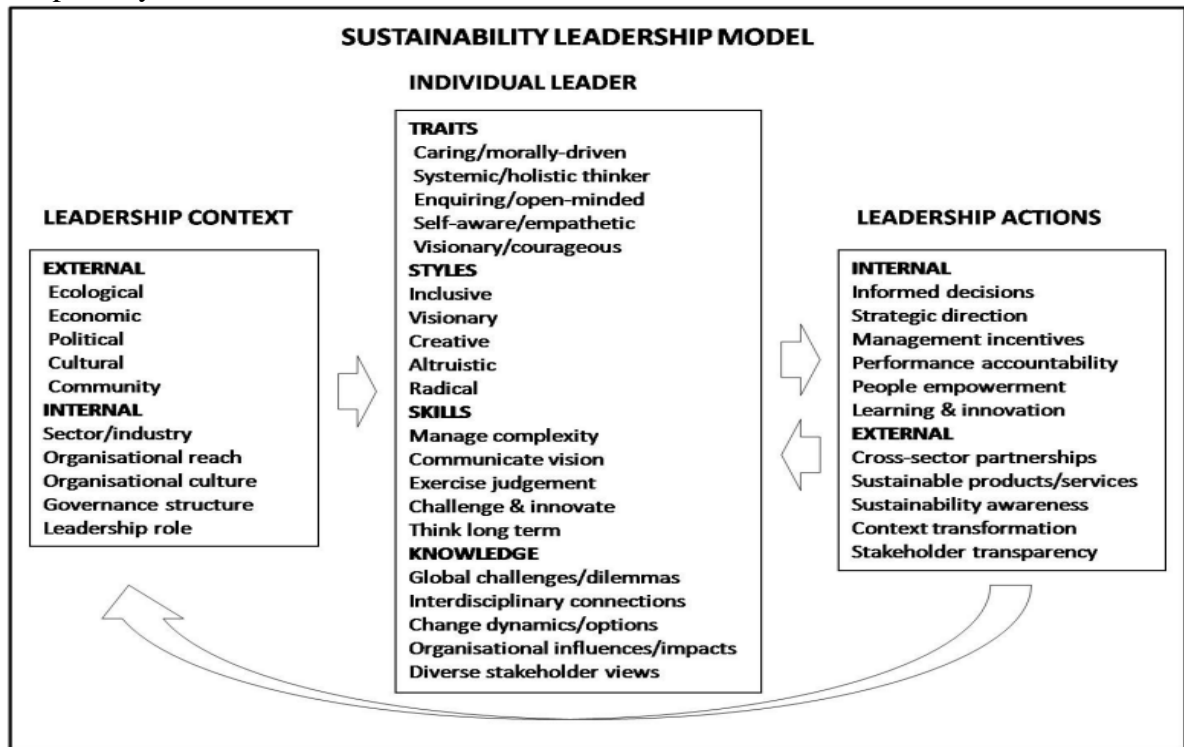 SUSTAINABILITY LEADERSHIP MODEL
INDIVIDUAL LEADER
LEADERSHIP CONTEXT
EXTERNAL
Ecological
Economic
Political
Cultural
Community
INTERNAL
Sector/industry
Organisational reach
Organisational culture
Governance structure
Leadership role
TRAITS
Caring/morally-driven
Systemic/holistic thinker
Enquiring/open-minded
Self-aware/empathetic
Visionary/courageous
STYLES
Inclusive
Visionary
Creative
Altruistic
Radical
SKILLS
Manage complexity
Communicate vision
Exercise judgement
Challenge & innovate
Think long term
KNOWLEDGE
Global challenges/dilemmas
Interdisciplinary connections
Change dynamics/options
Organisational influences/impacts
Diverse stakeholder views
LEADERSHIP ACTIONS
INTERNAL
Informed decisions
Strategic direction
Management incentives
Performance accountability
People empowerment
Learning & innovation
EXTERNAL
Cross-sector partnerships
Sustainable products/services
Sustainability awareness
Context transformation
Stakeholder transparency